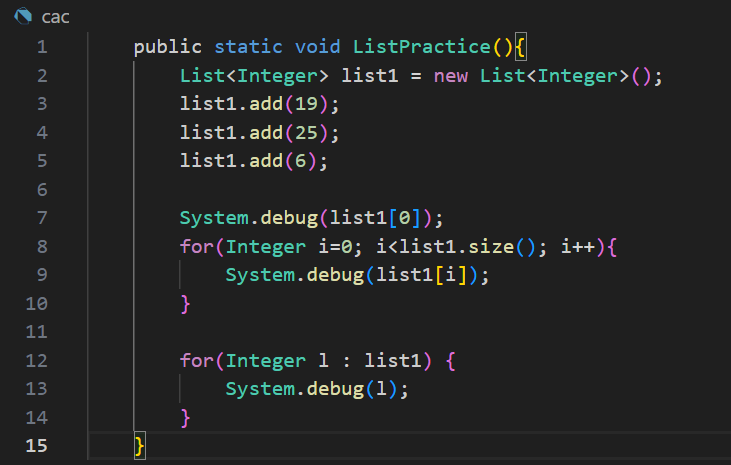 cac
1 public static void ListPractice(){
2 List<Integer> list1 = new List<Integer>();
3 list1.add(19);
4 list1.add(25);
5 list1.add(6);
6
7 System.debug(list1[0]);
8 for(Integer i=0; i<list1.size(); i++){
9 System.debug(list1[i]);
10 }
11
12 for(Integer l : list1) {
13 System.debug(l);
14 }
15 }